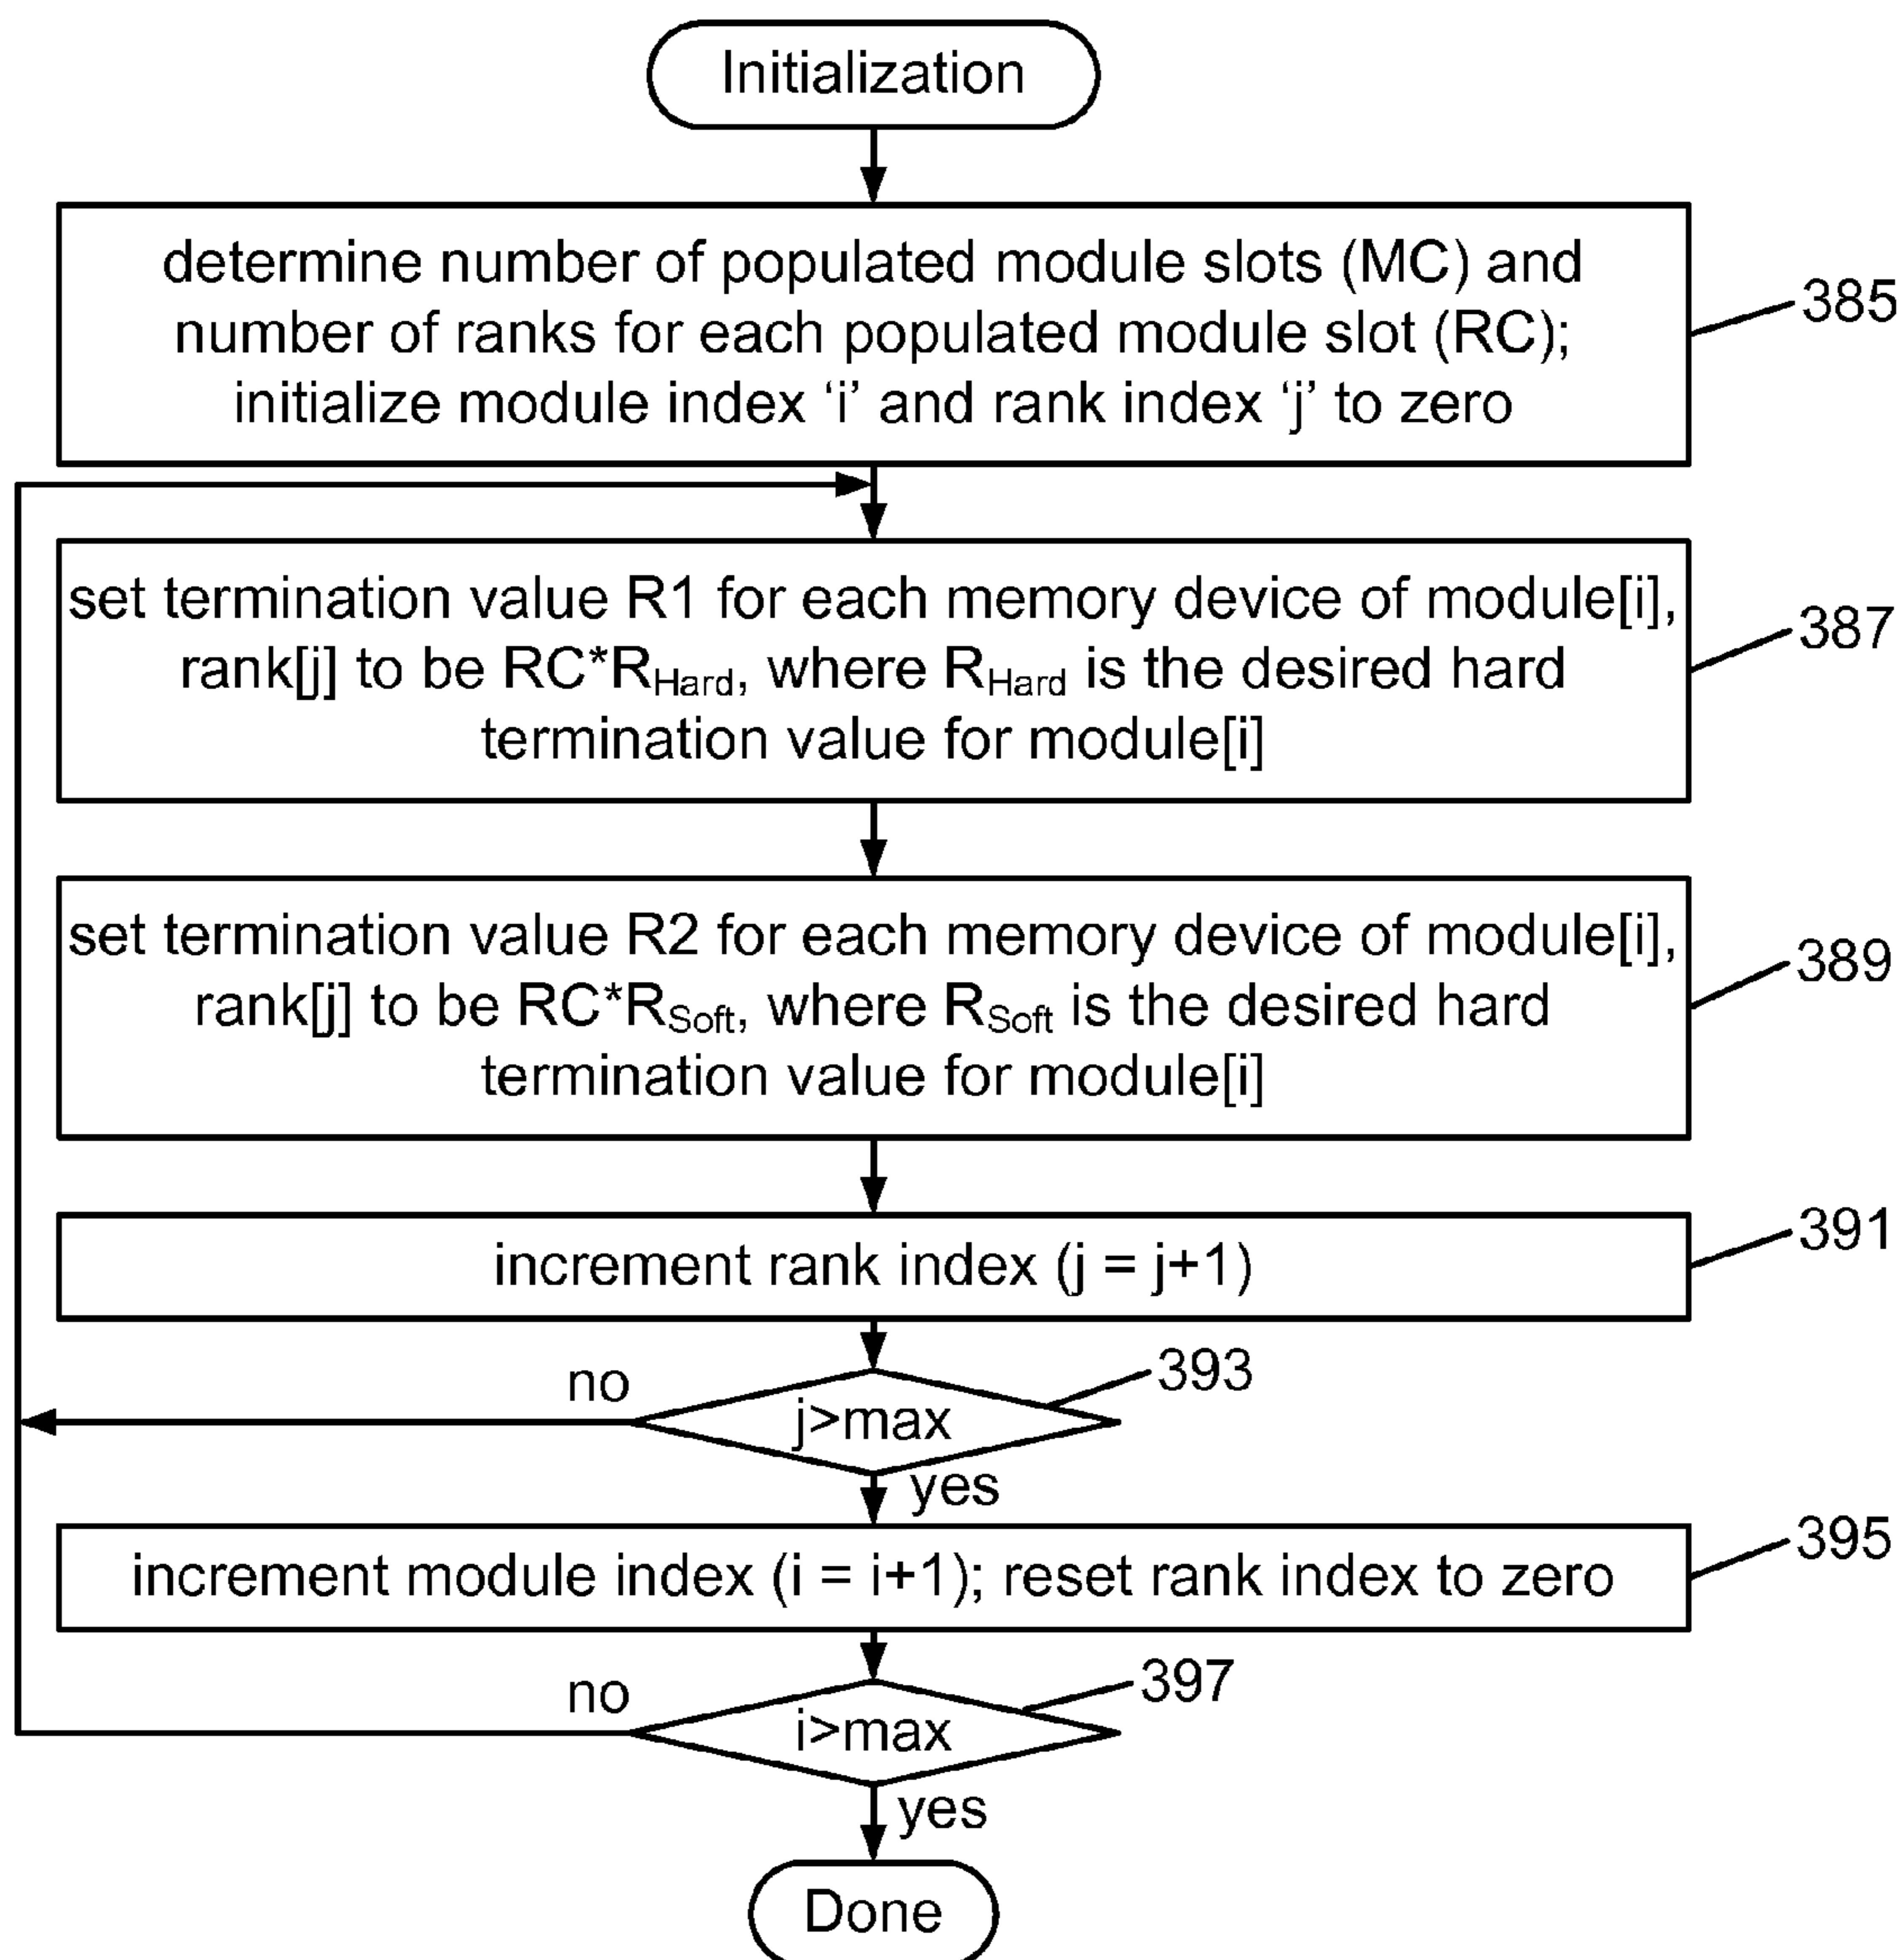 Initialization
determine number of populated module slots (MC) and
number of ranks for each populated module slot (RC);
initialize module index ‘i’ and rank index ‘j’ to zero
385
set termination value R1 for each memory device of module[i],
rank[j] to be RC*RHard, where RHard is the desired hard
termination value for module[i]
387
set termination value R2 for each memory device of module[i],
rank[j] to be RC*RSoft, where RSoft is the desired hard
termination value for module[i]
389
increment rank index (j = j+1)
391
no
j>max
393
yes
increment module index (i = i+1); reset rank index to zero
395
no
i>max
397
yes
Done